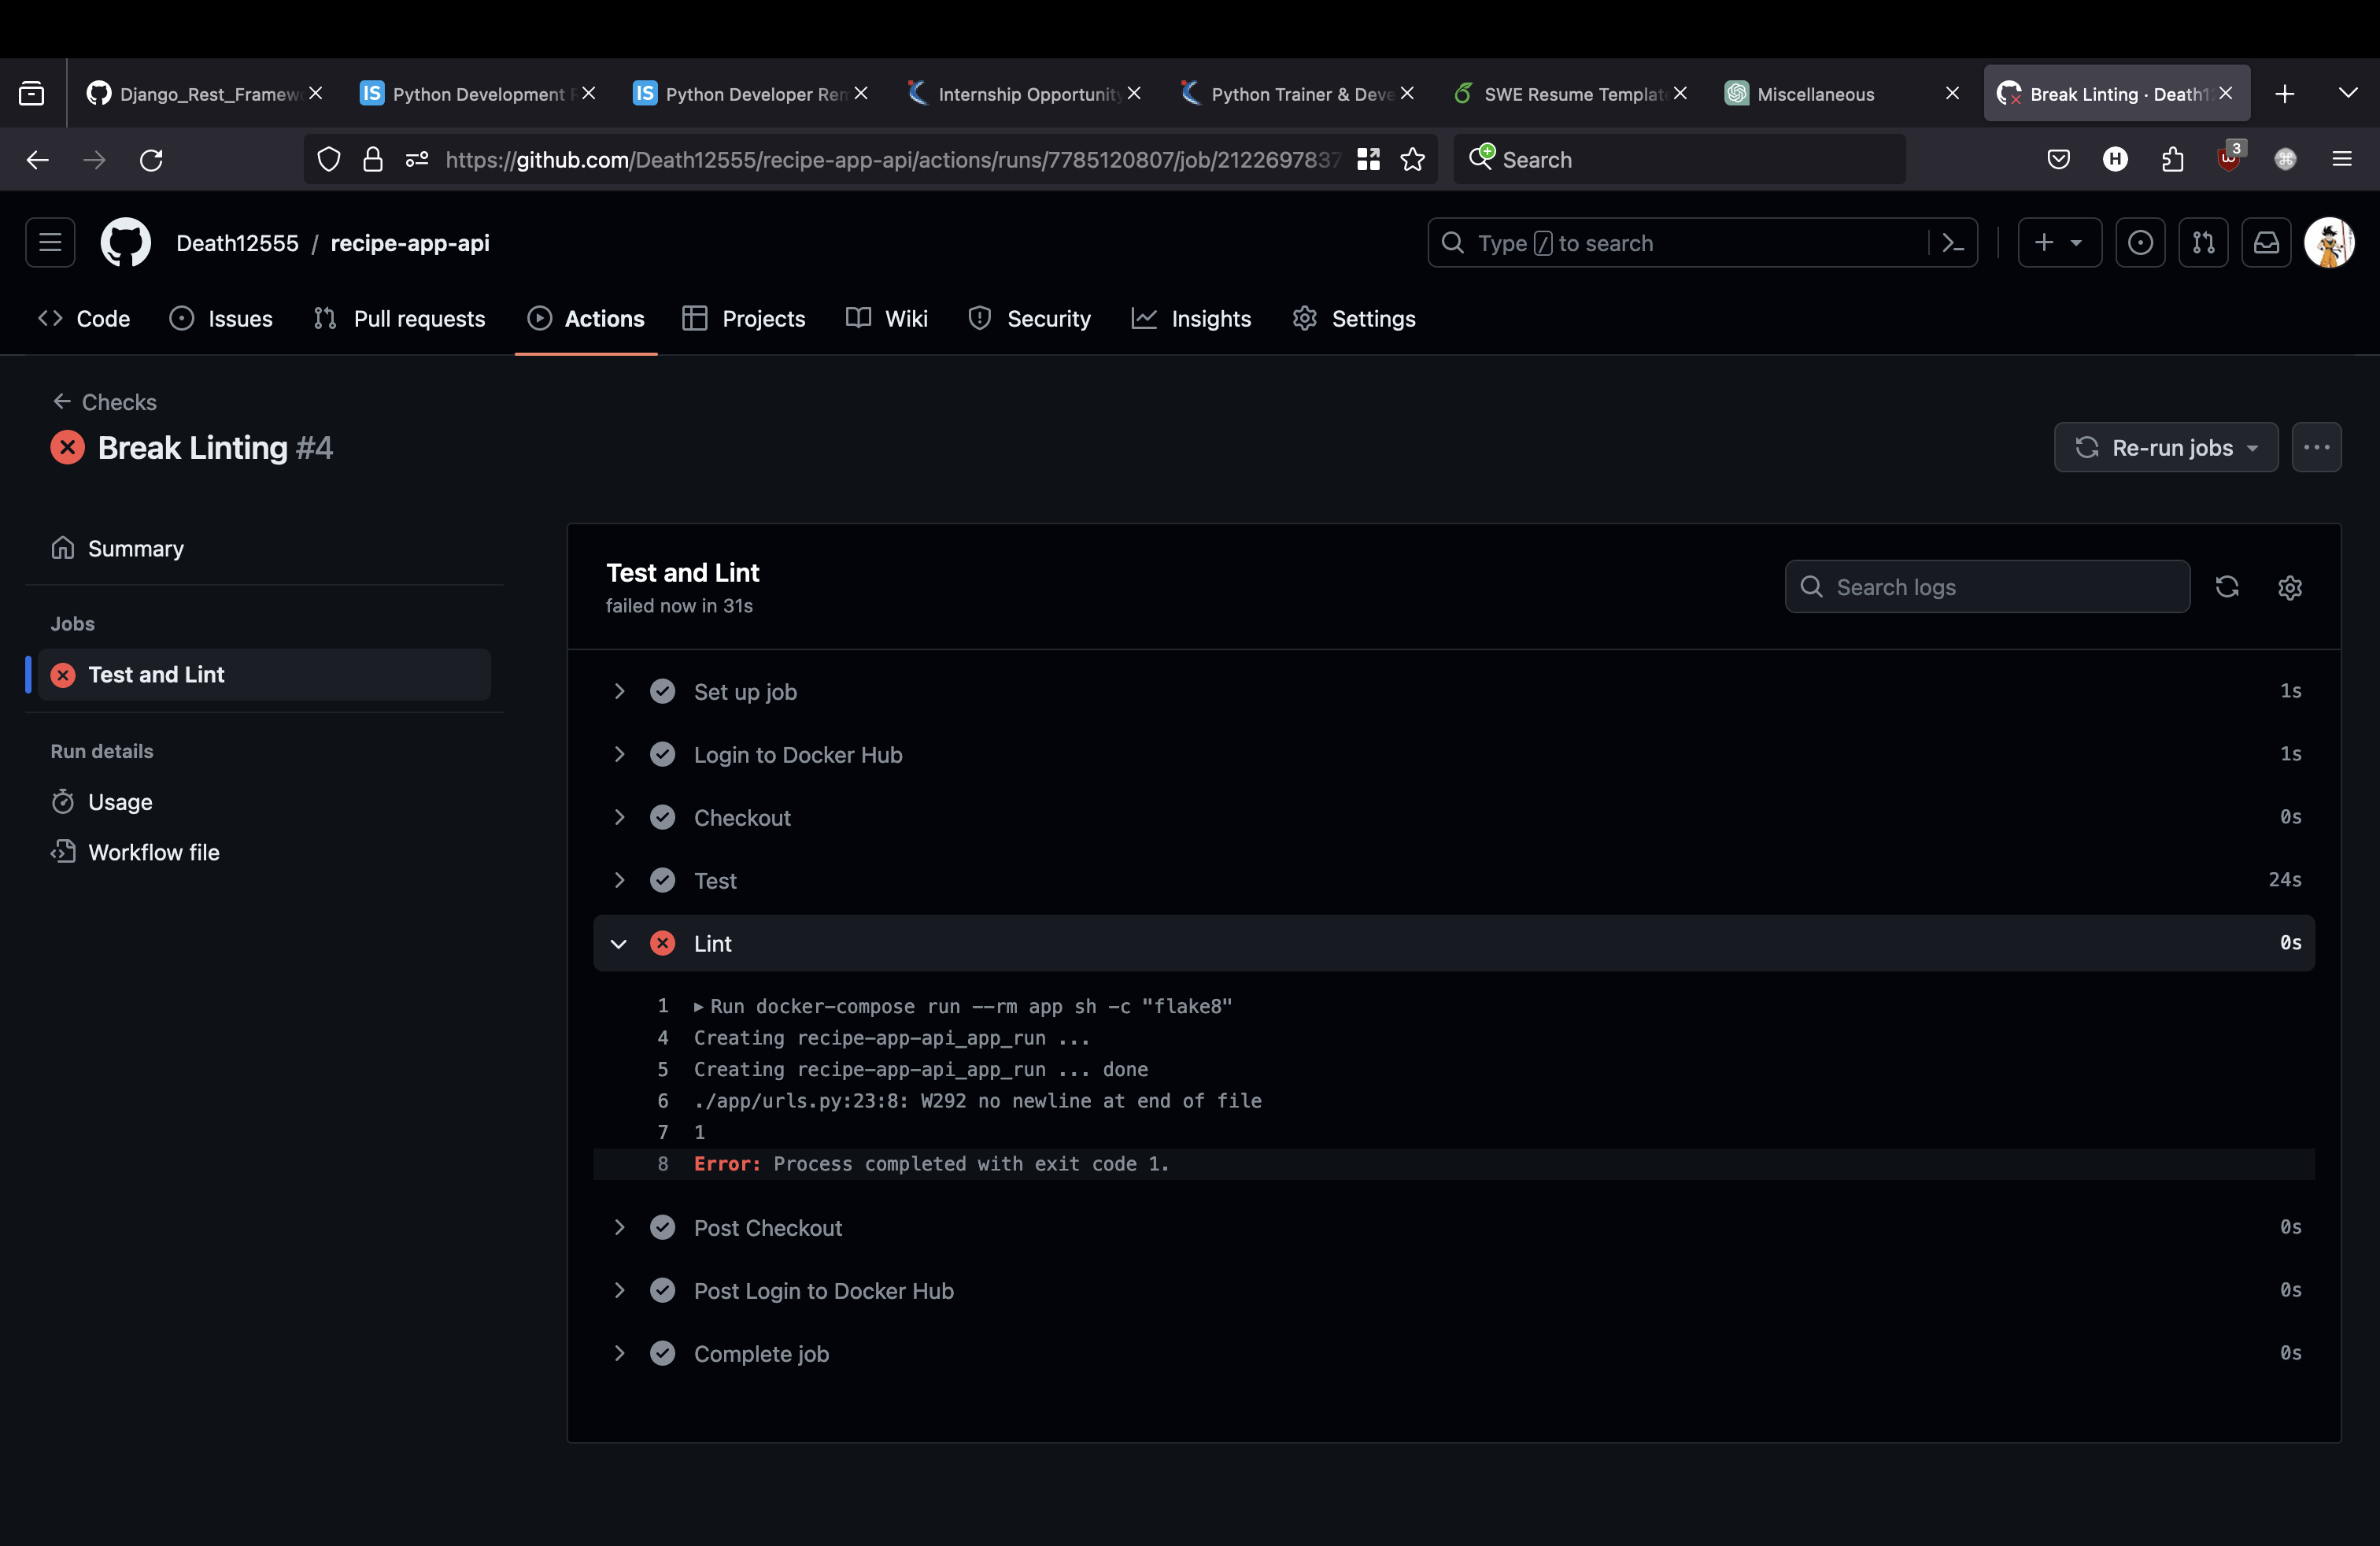 Django_Rest_Framew
IS Python Development
IS Python Developer Rem
Internship Opportunity
Python Trainer & Deve
SWE Resume Templat
Miscellaneous
Break Linting · Death1
https://github.com/Death12555/recipe-app-api/actions/runs/7785120807/job/2122697837
Search
H
3
Death12555 / recipe-app-api
Type / to search
Code
Issues
Pull requests
Actions
Projects
Wiki
Security
Insights
Settings
Checks
Break Linting #4
Re-run jobs
Summary
Jobs
Test and Lint
Run details
Usage
Workflow file
Test and Lint
failed now in 31s
Search logs
Set up job 1s
Login to Docker Hub 1s
Checkout 0s
Test 24s
Lint 0s
1 Run docker-compose run --rm app sh -c "flake8"
4 Creating recipe-app-api_app_run ...
5 Creating recipe-app-api_app_run ... done
6 ./app/urls.py:23:8: W292 no newline at end of file
7 1
8 Error: Process completed with exit code 1.
Post Checkout 0s
Post Login to Docker Hub 0s
Complete job 0s